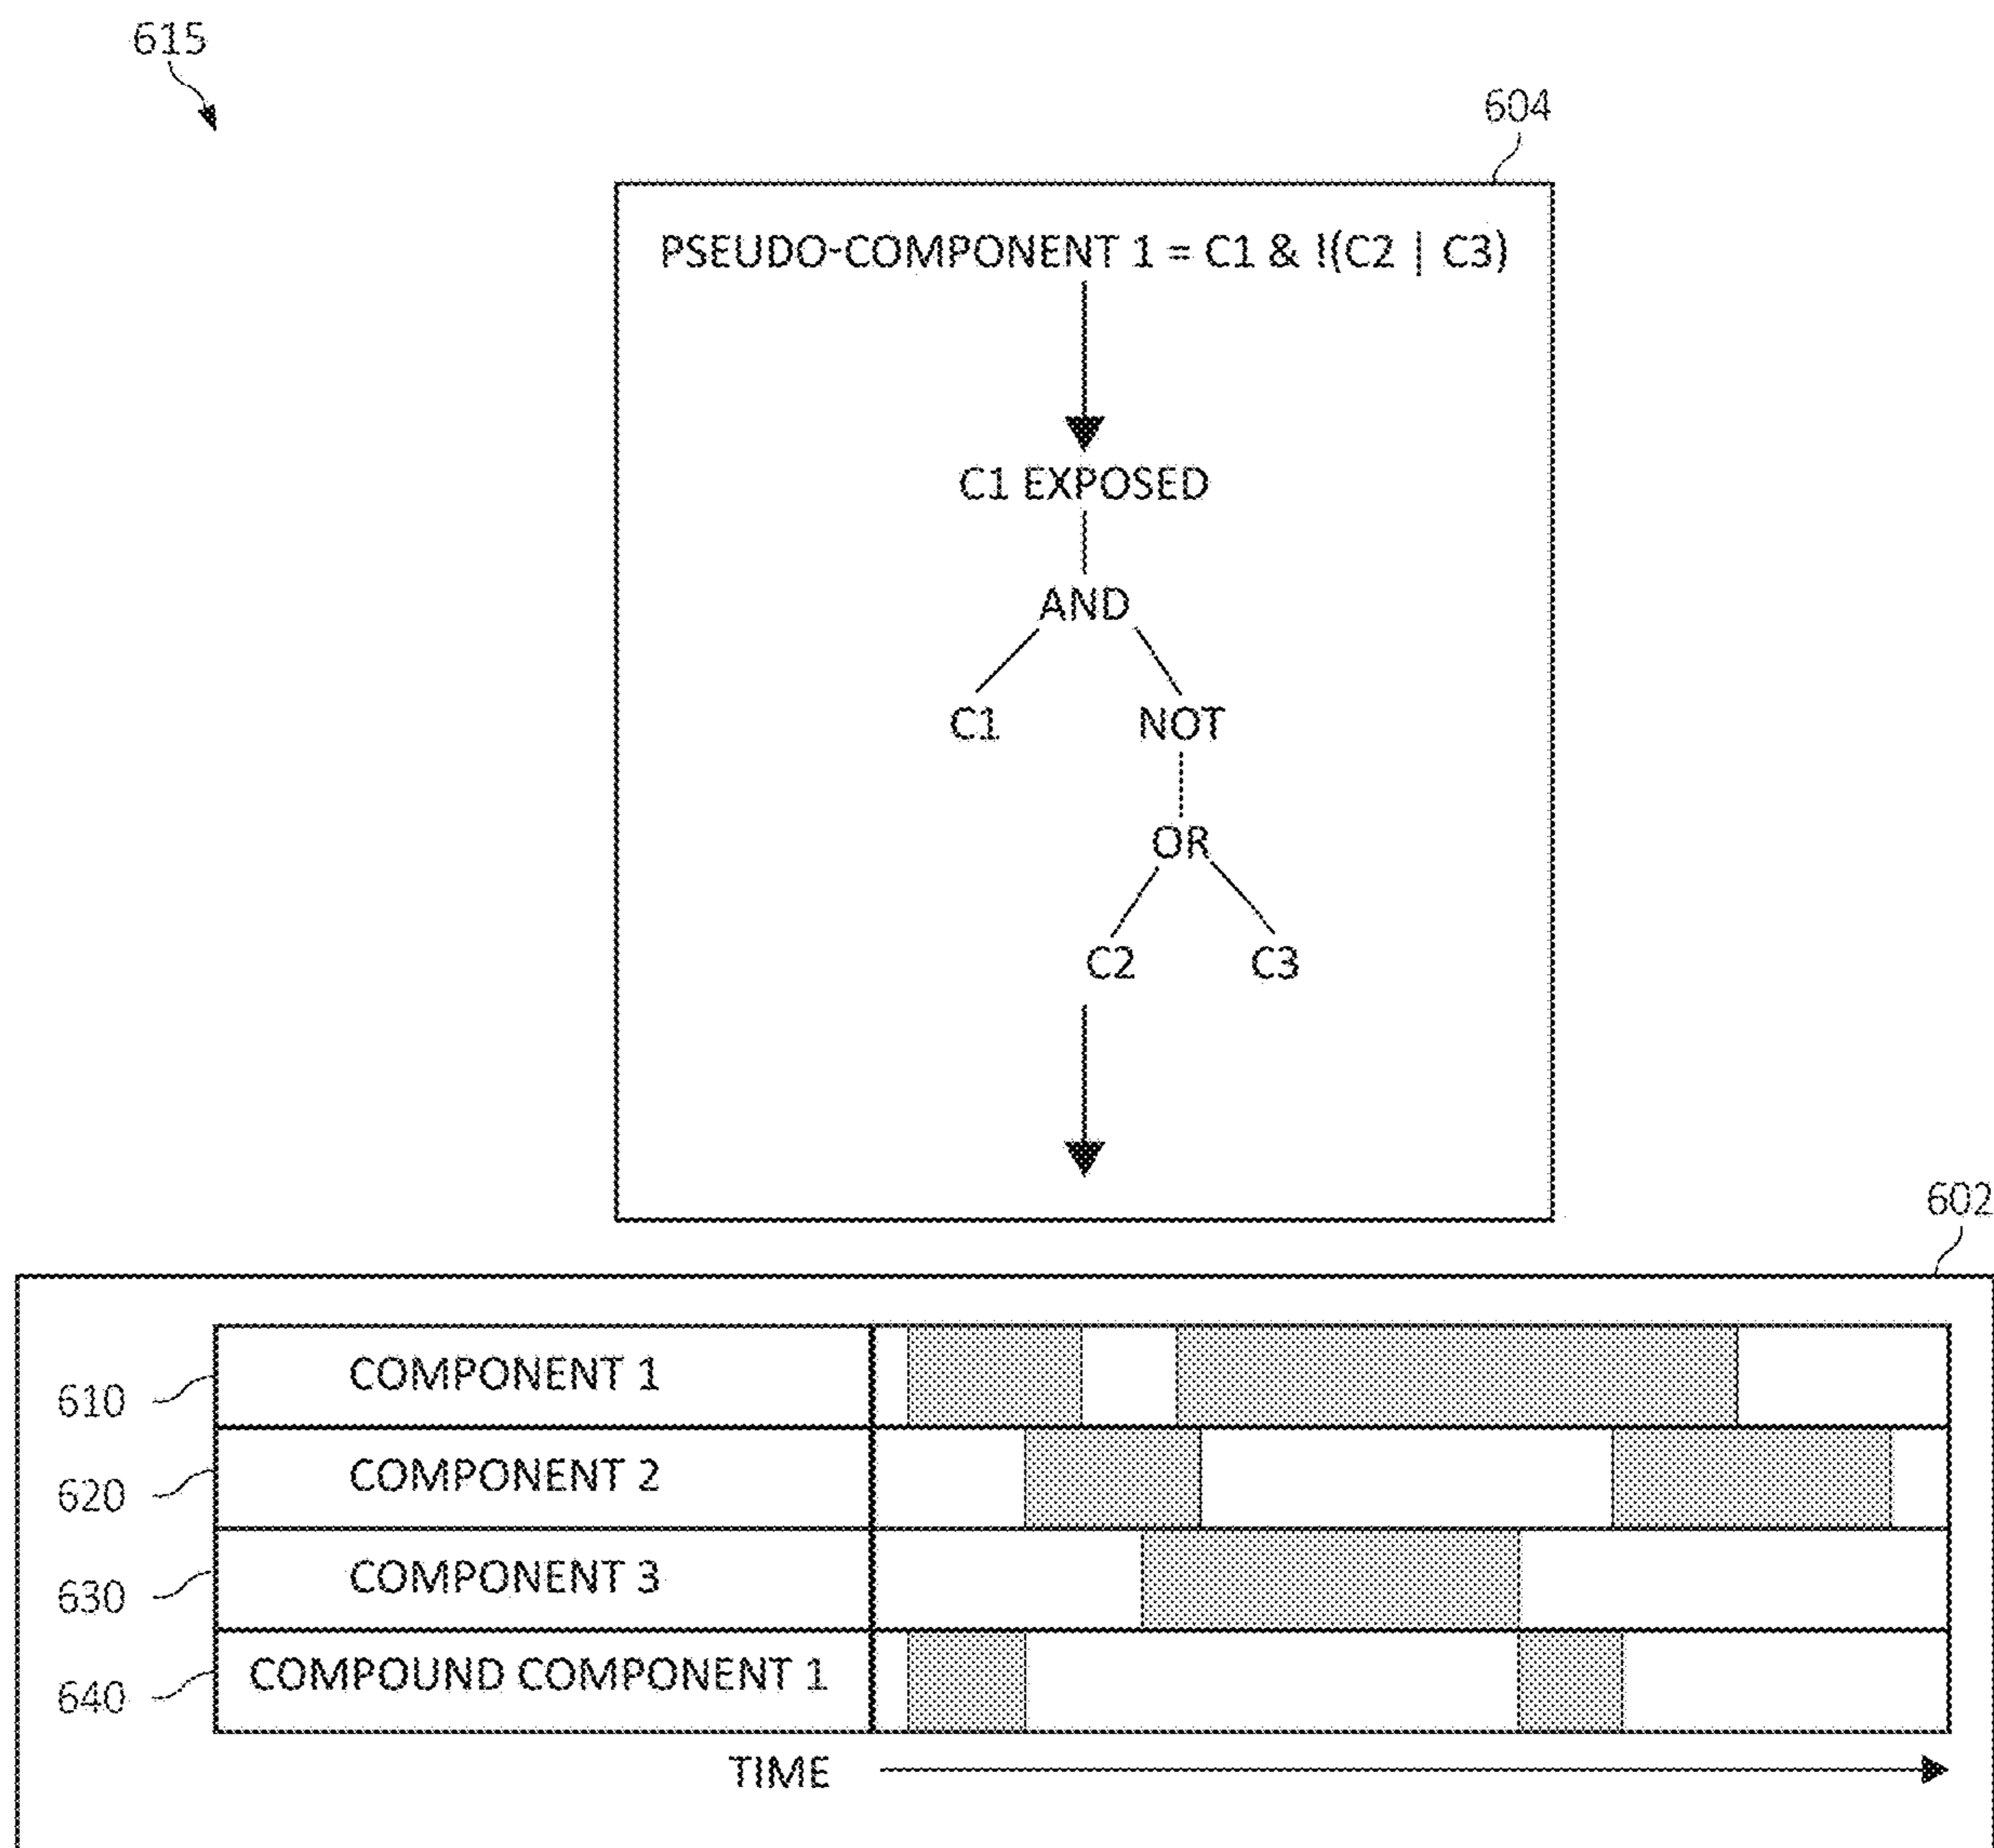 615
604
PSEUDO-COMPONENT 1 = C1 & !(C2 | C3)
C1 EXPOSED
AND
C1 NOT
OR
C2 C3
602
610 COMPONENT 1
620 COMPONENT 2
630 COMPONENT 3
640 COMPOUND COMPONENT 1
TIME